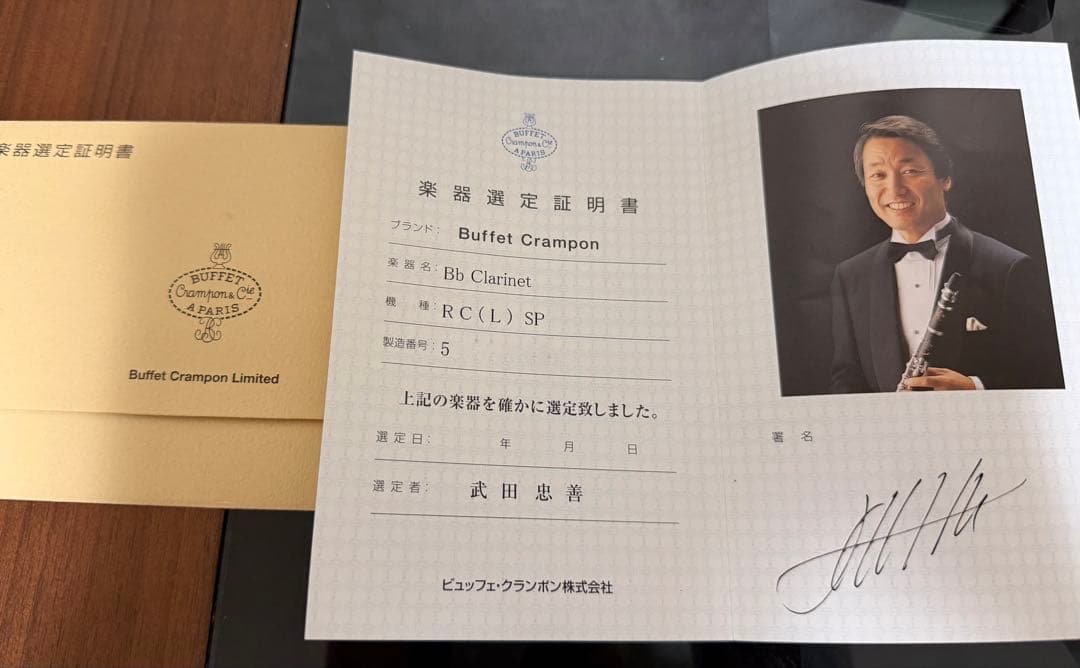 楽器選定証明書
BUFFET
Crampon & Cie
A PARIS
Buffet Crampon Limited
BUFFET
Crampon & Cie
A PARIS
楽器選定証明書
ブランド: Buffet Crampon
楽器名: Bb Clarinet
機 種: RC(L) SP
製造番号: 5
上記の楽器を確かに選定致しました。
選定日: 年 月 日
選定者: 武田忠善
ビュッフェ・クランポン株式会社
署名